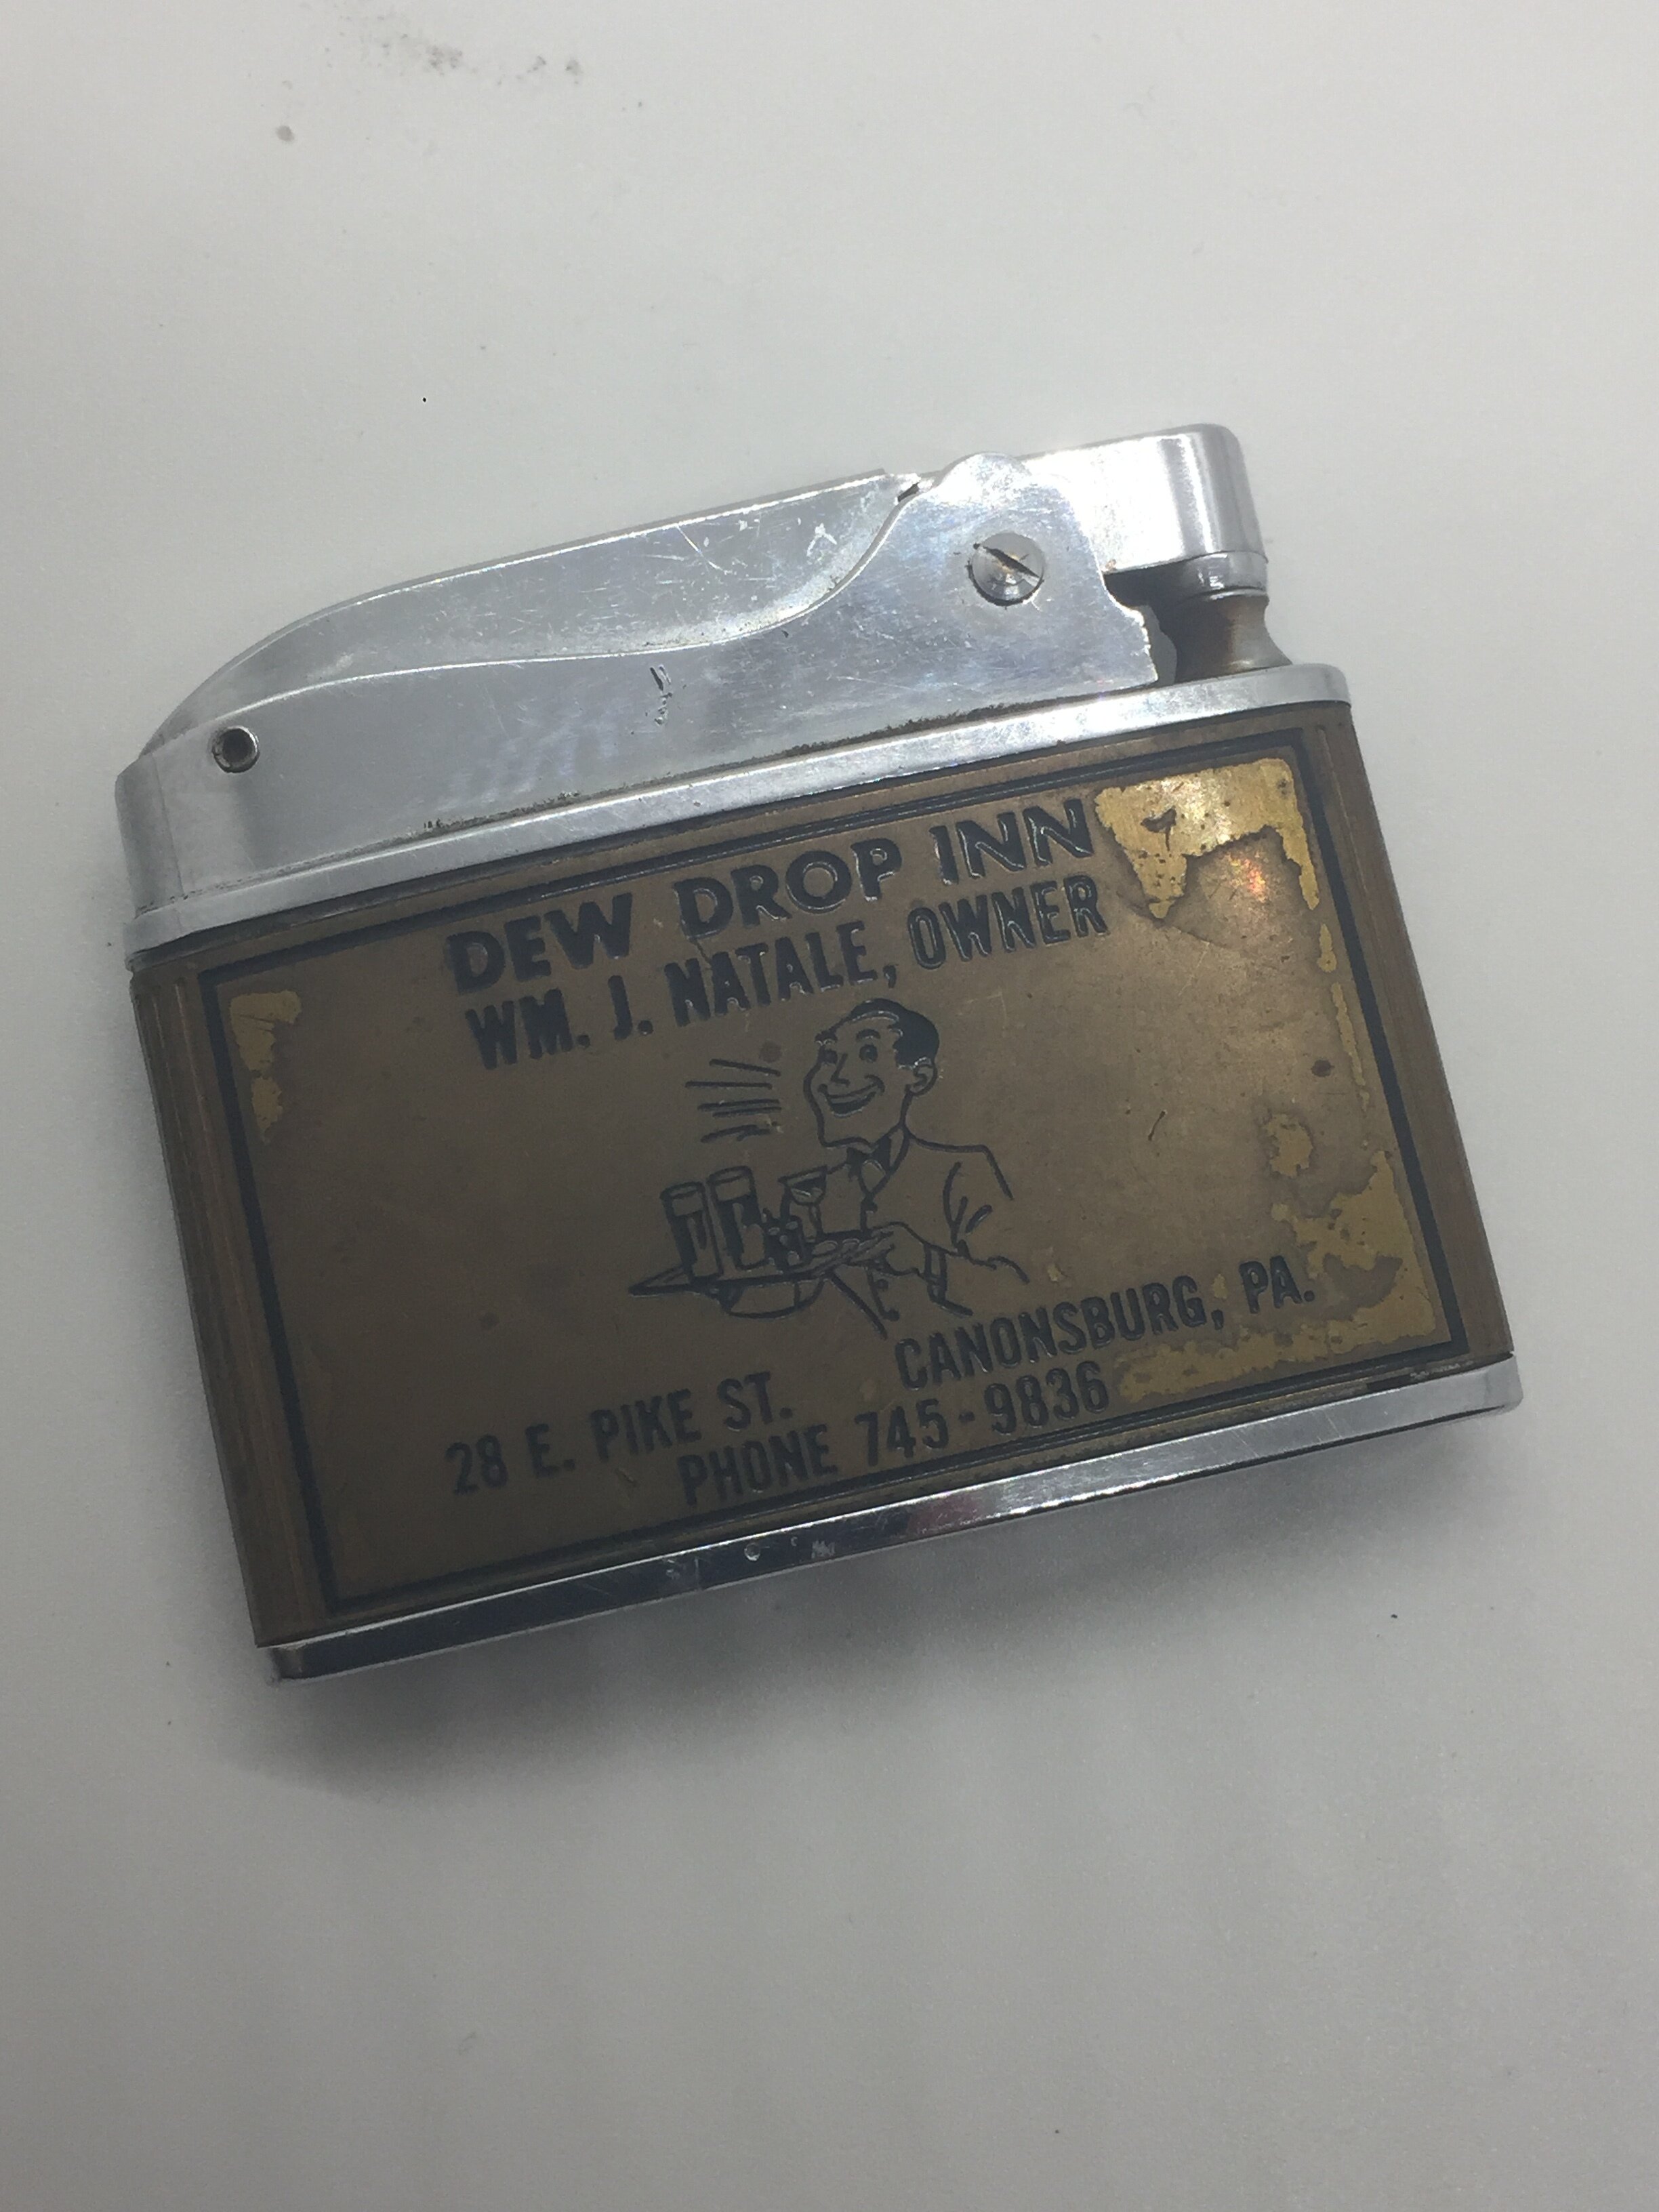 DEW DROP INN
WM. J. NATALE, OWNER
28 E. PIKE ST. CANONSBURG, PA.
PHONE 745-9836